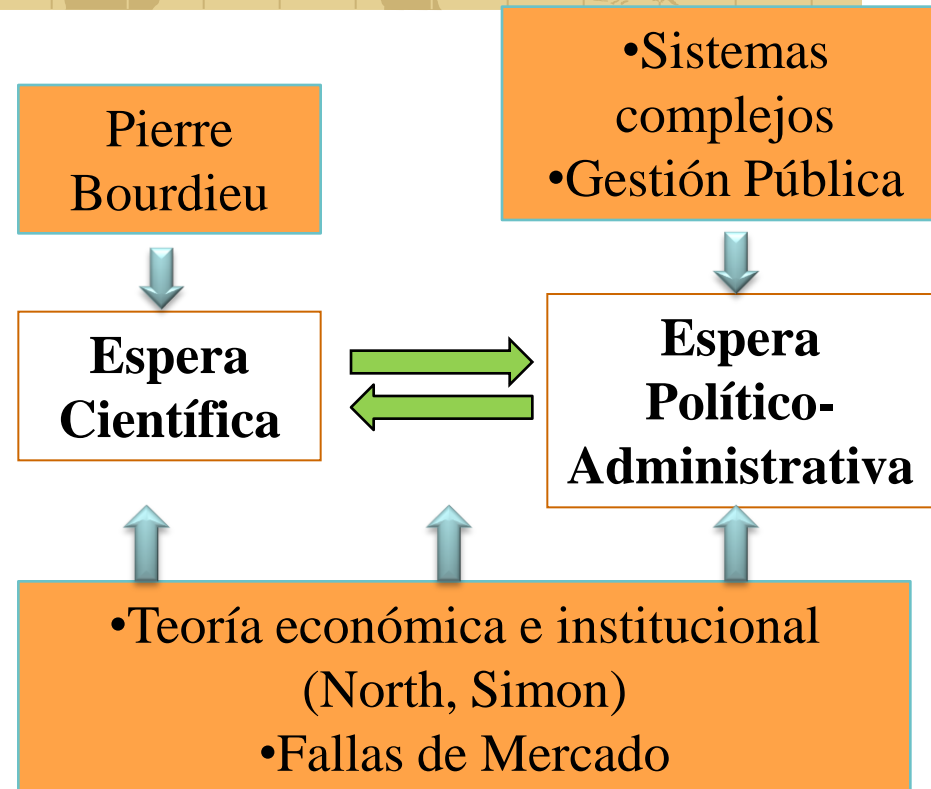 Pierre
Bourdieu
•Sistemas
complejos
•Gestión Pública
Espera
Científica
Espera
Político-
Administrativa
•Teoría económica e institucional
(North, Simon)
•Fallas de Mercado